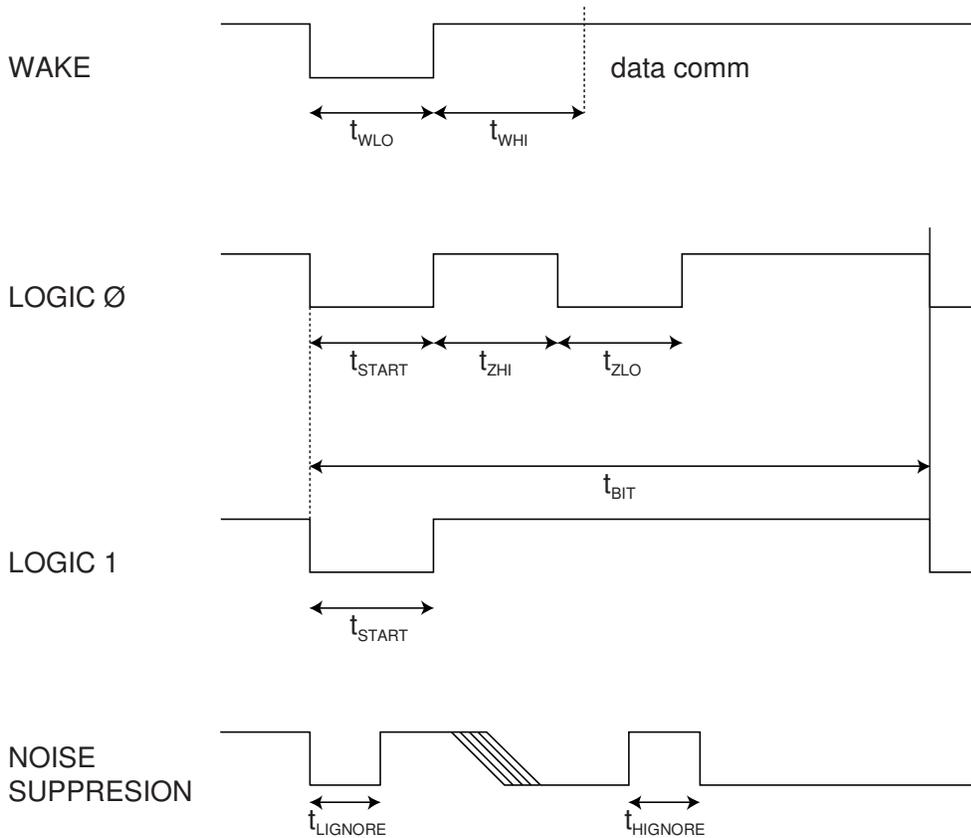 WAKE
data comm
tWLO
tWHI
LOGIC Ø
tSTART
tZHI
tZLO
tBIT
LOGIC 1
tSTART
NOISE
SUPPRESION
tLIGNORE
tHIGNORE